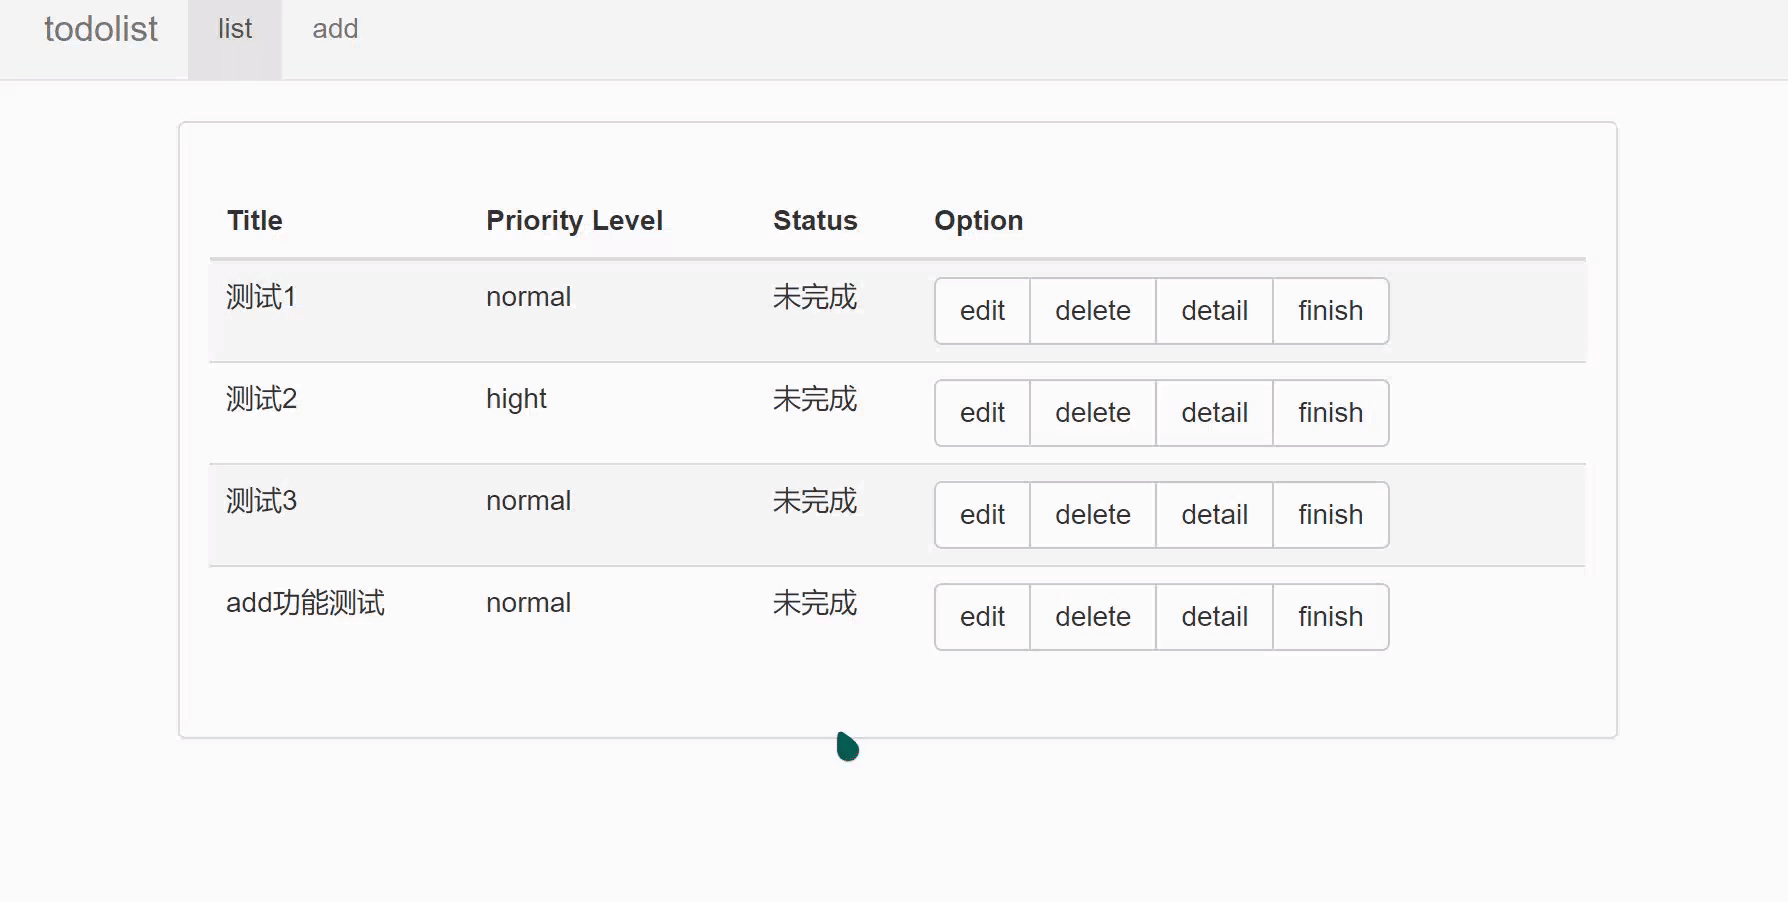 todolist list add
Title Priority Level Status Option
测试1 normal 未完成 edit delete detail finish
测试2 hight 未完成 edit delete detail finish
测试3 normal 未完成 edit delete detail finish
add功能测试 normal 未完成 edit delete detail finish